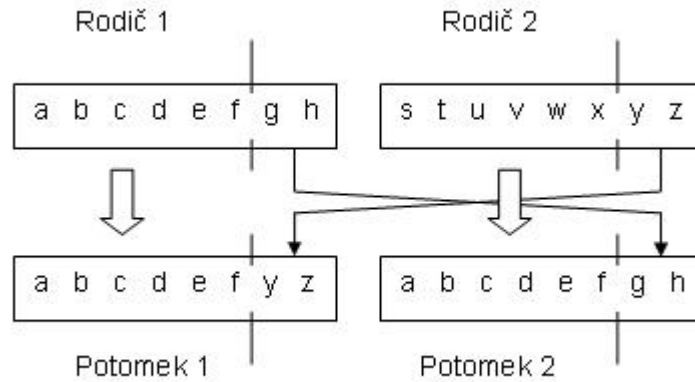 Rodič 1 Rodič 2
a b c d e f g h s t u v w x y z
a b c d e f y z a b c d e f g h
Potomek 1 Potomek 2